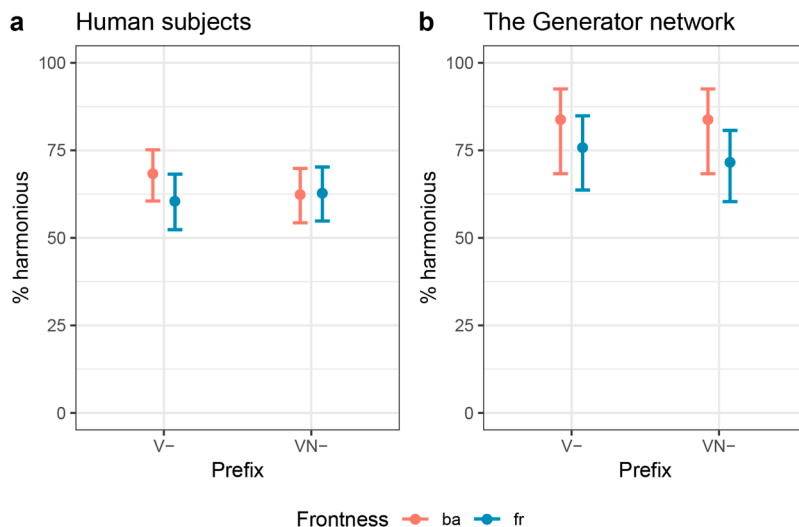 a Human subjects
% harmonious
100
75
50
25
0
V− VN−
Prefix
b The Generator network
% harmonious
100
75
50
25
0
V− VN−
Prefix
Frontness ba fr